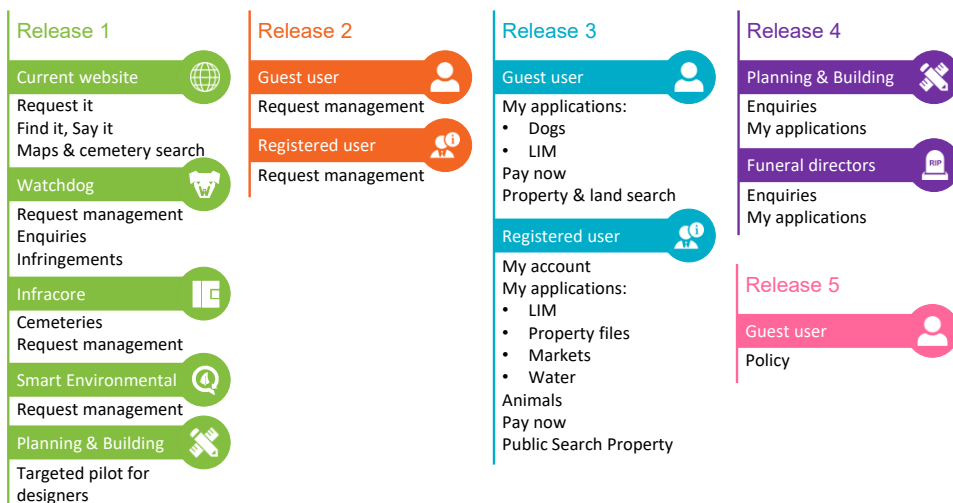 Release 1
Current website
Request it
Find it, Say it
Maps & cemetery search
Watchdog
Request management
Enquiries
Infringements
Infracore
Cemeteries
Request management
Smart Environmental
Request management
Planning & Building
Targeted pilot for
designers
Release 2
Guest user
Request management
Registered user
Request management
Release 3
Guest user
My applications:
• Dogs
• LIM
Pay now
Property & land search
Registered user
My account
My applications:
• LIM
• Property files
• Markets
• Water
Animals
Pay now
Public Search Property
Release 4
Planning & Building
Enquiries
My applications
Funeral directors
RIP
Enquiries
My applications
Release 5
Guest user
Policy